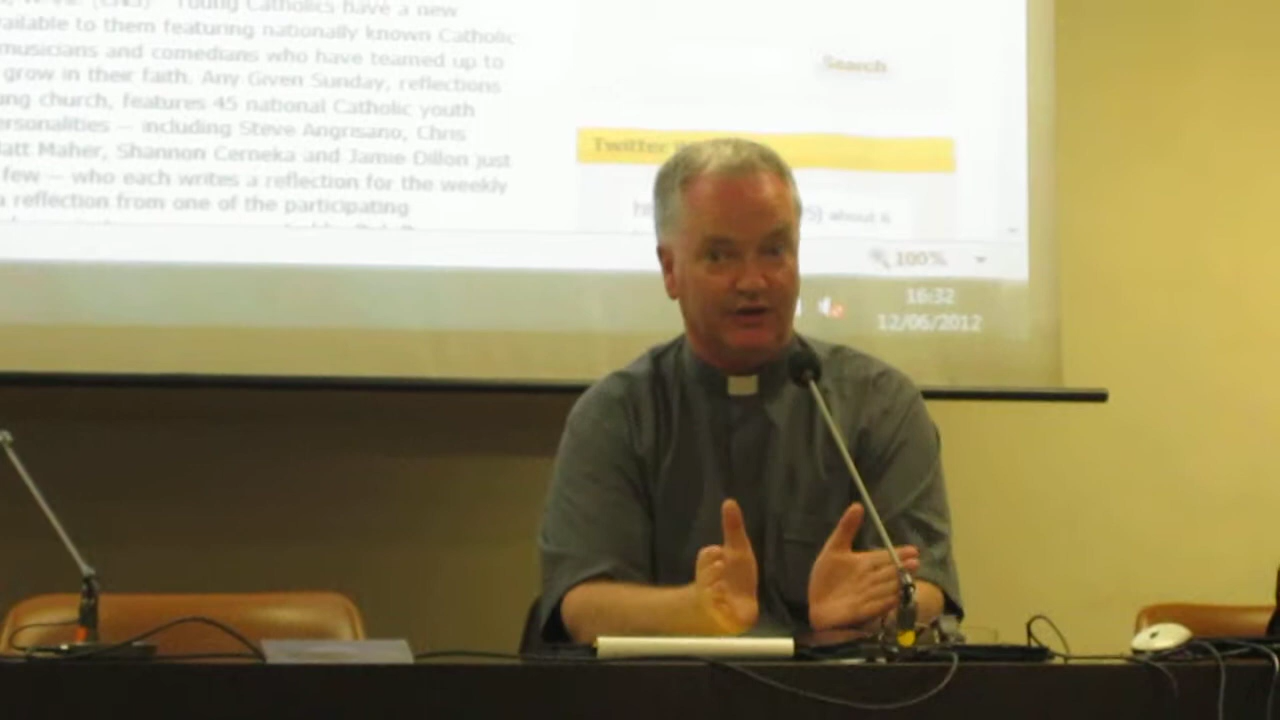 Young Catholics have a new
available to them featuring nationally known Catholic
musicians and comedians who have teamed up to
grow in their faith. Any Given Sunday, reflections
church, features 45 national Catholic youth
personalities — including Steve Angrisano, Chris
Matt Maher, Shannon Cerneka and Jamie Dillon just
few — who each writes a reflection for the weekly
a reflection from one of the participating
Search
Twitter
about 6
100%
16:32
12/06/2012